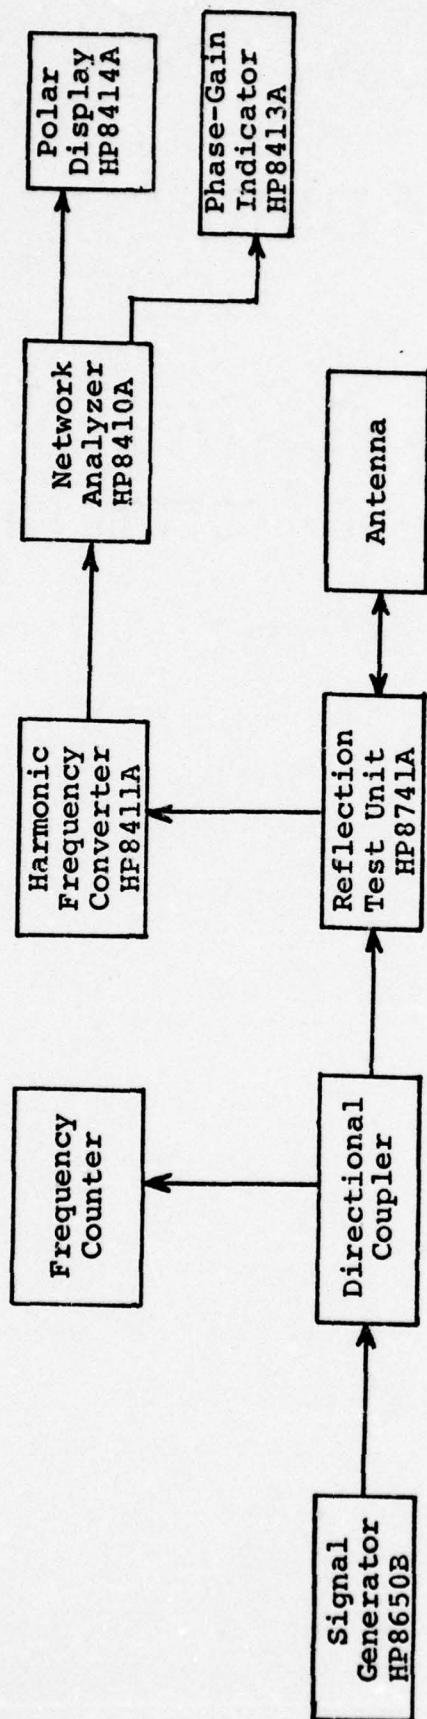 Signal
Generator
HP8650B
Directional
Coupler
Frequency
Counter
Reflection
Test Unit
HP8741A
Antenna
Harmonic
Frequency
Converter
HP8411A
Network
Analyzer
HP8410A
Polar
Display
HP8414A
Phase-Gain
Indicator
HP8413A